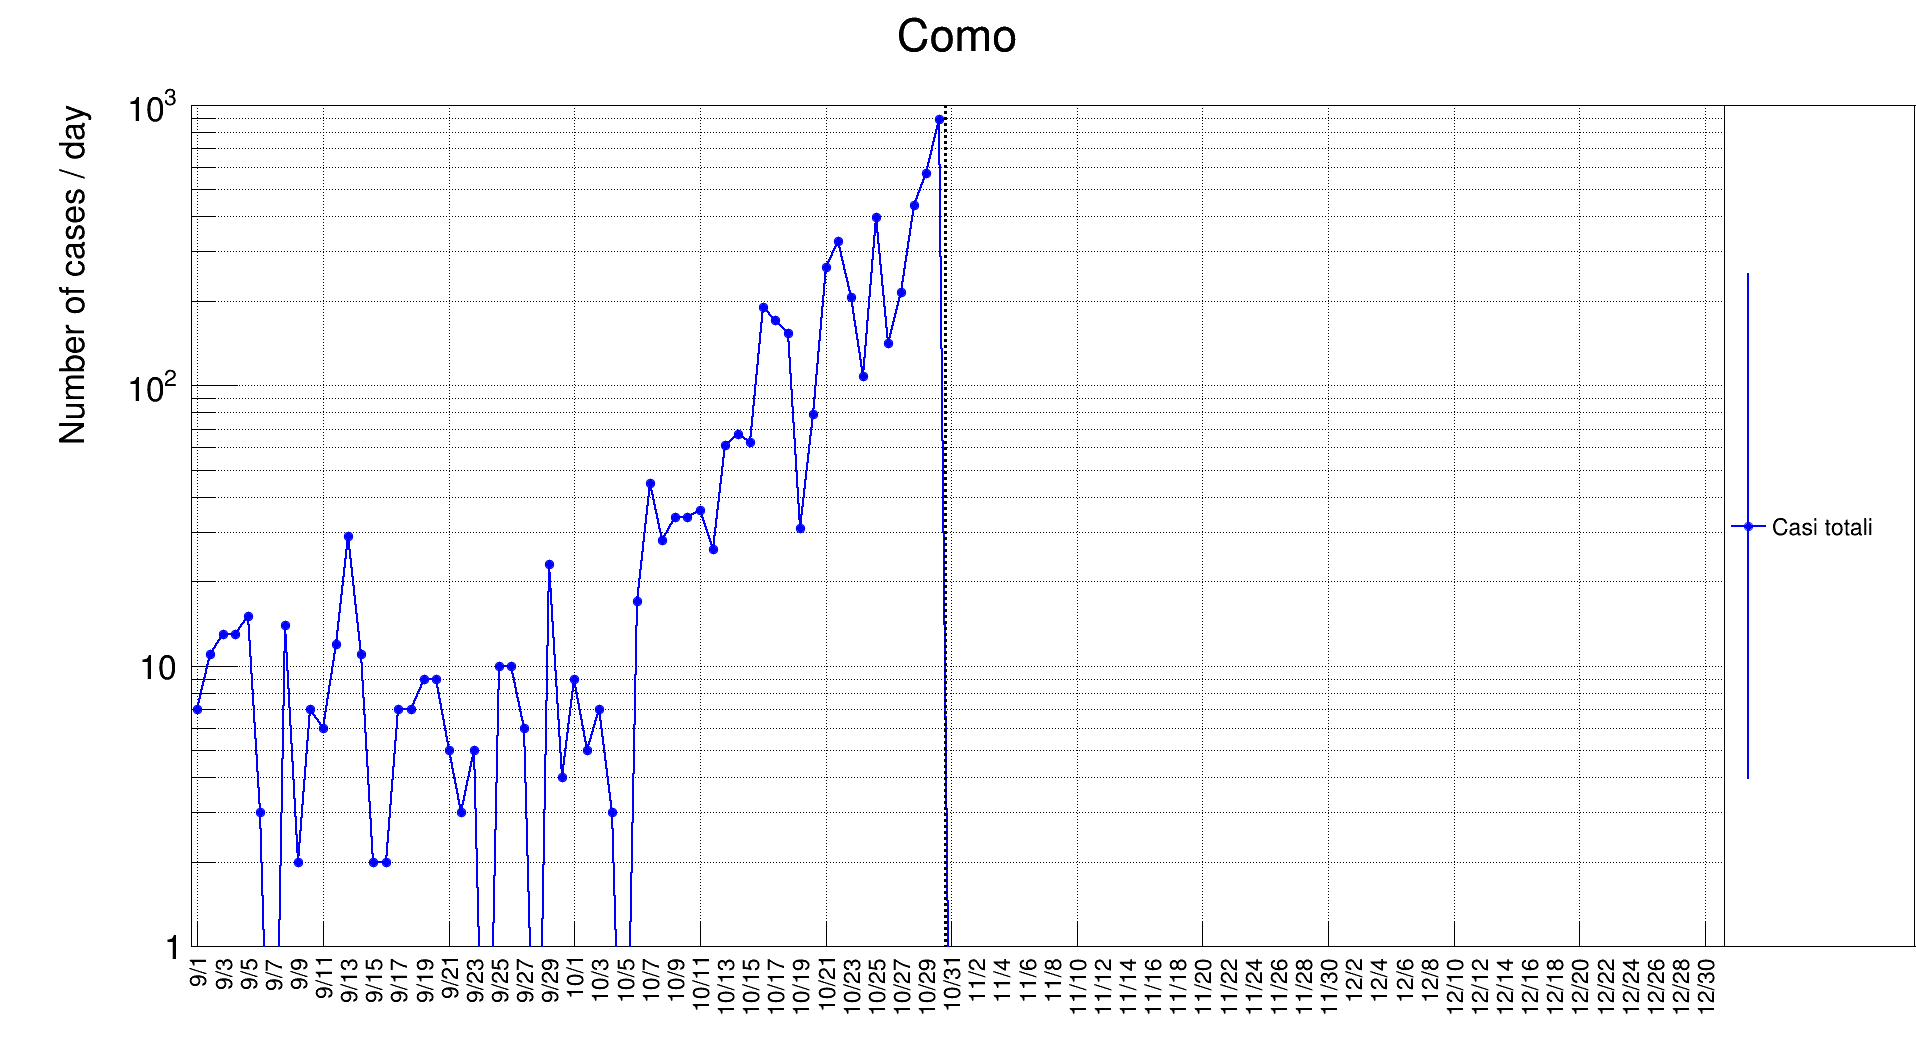 Como
Number of cases / day
10³
10²
10
1
9/1 9/3 9/5 9/7 9/9 9/11 9/13 9/15 9/17 9/19 9/21 9/23 9/25 9/27 9/29 10/1 10/3 10/5 10/7 10/9 10/11 10/13 10/15 10/17 10/19 10/21 10/23 10/25 10/27 10/29 10/31 11/2 11/4 11/6 11/8 11/10 11/12 11/14 11/16 11/18 11/20 11/22 11/24 11/26 11/28 11/30 12/2 12/4 12/6 12/8 12/10 12/12 12/14 12/16 12/18 12/20 12/22 12/24 12/26 12/28 12/30
Casi totali